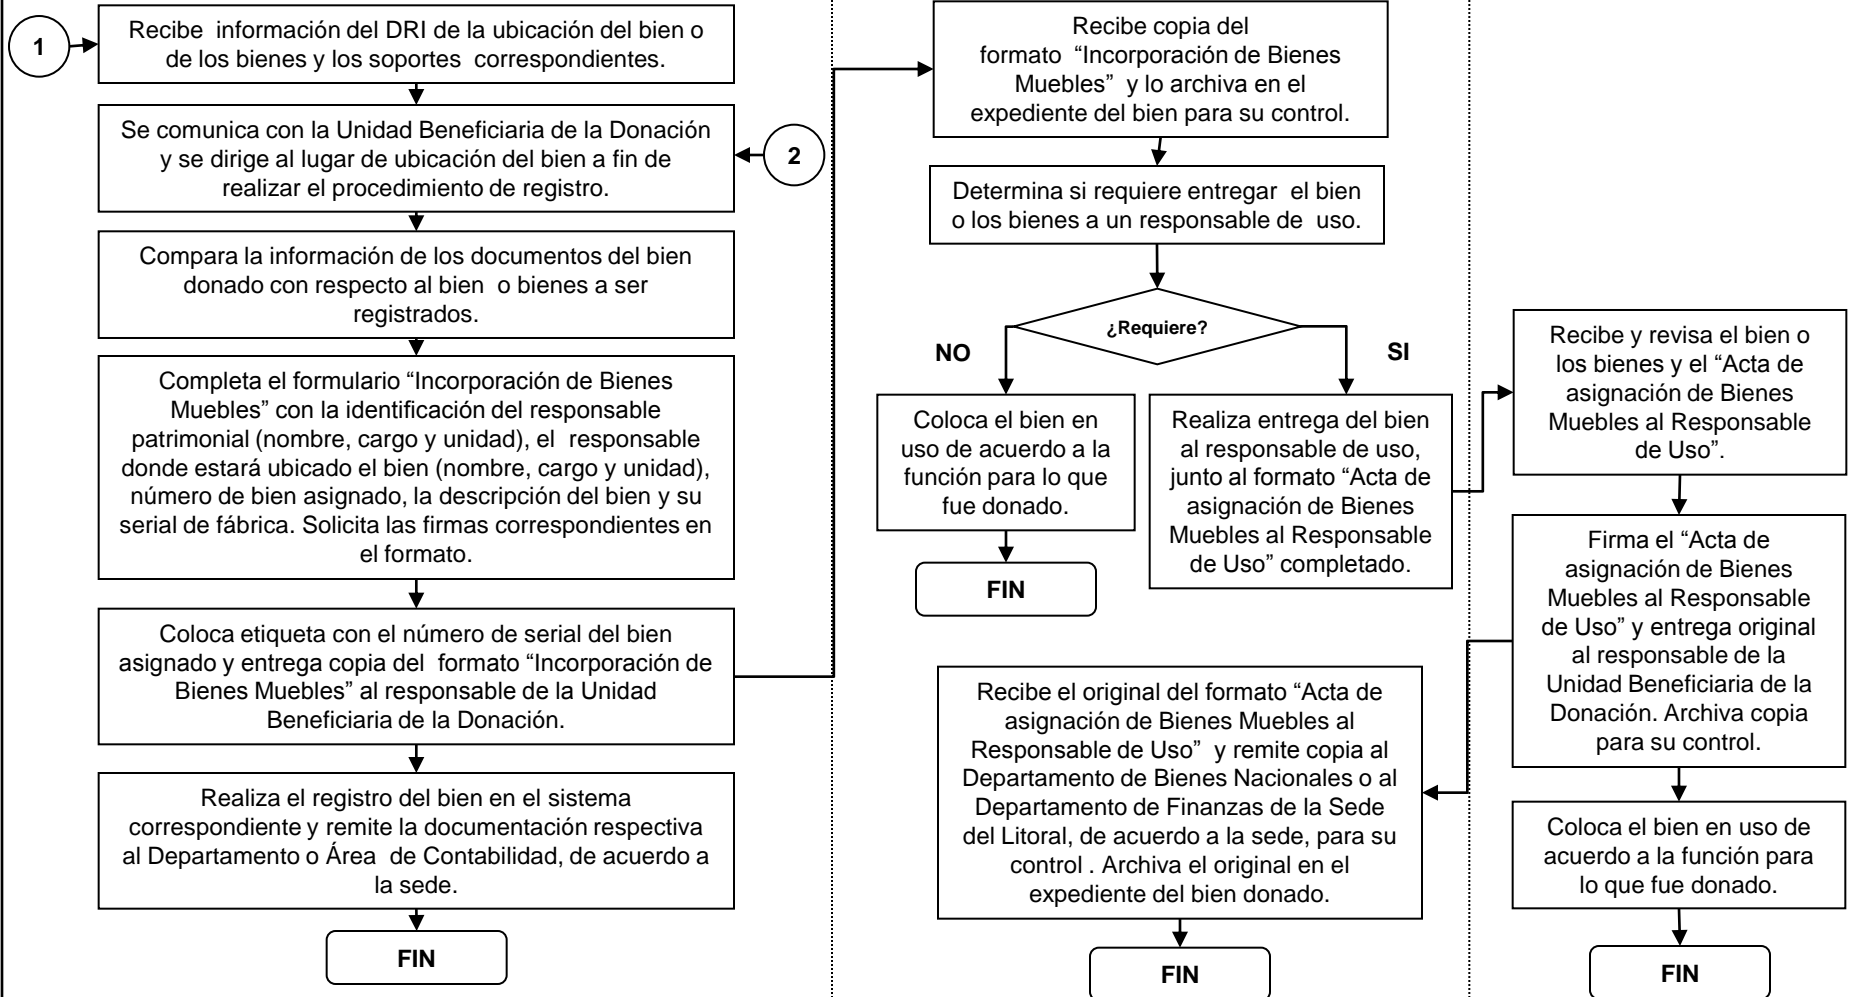 1
Recibe información del DRI de la ubicación del bien o
de los bienes y los soportes correspondientes.
Se comunica con la Unidad Beneficiaria de la Donación
y se dirige al lugar de ubicación del bien a fin de
realizar el procedimiento de registro.
2
Compara la información de los documentos del bien
donado con respecto al bien o bienes a ser
registrados.
Completa el formulario “Incorporación de Bienes
Muebles” con la identificación del responsable
patrimonial (nombre, cargo y unidad), el responsable
donde estará ubicado el bien (nombre, cargo y unidad),
número de bien asignado, la descripción del bien y su
serial de fábrica. Solicita las firmas correspondientes en
el formato.
Coloca etiqueta con el número de serial del bien
asignado y entrega copia del formato “Incorporación de
Bienes Muebles” al responsable de la Unidad
Beneficiaria de la Donación.
Realiza el registro del bien en el sistema
correspondiente y remite la documentación respectiva
al Departamento o Área de Contabilidad, de acuerdo a
la sede.
FIN
Recibe copia del
formato “Incorporación de Bienes
Muebles” y lo archiva en el
expediente del bien para su control.
Determina si requiere entregar el bien
o los bienes a un responsable de uso.
¿Requiere?
NO
SI
Coloca el bien en
uso de acuerdo a la
función para lo que
fue donado.
FIN
Realiza entrega del bien
al responsable de uso,
junto al formato “Acta de
asignación de Bienes
Muebles al Responsable
de Uso” completado.
Recibe el original del formato “Acta de
asignación de Bienes Muebles al
Responsable de Uso” y remite copia al
Departamento de Bienes Nacionales o al
Departamento de Finanzas de la Sede
del Litoral, de acuerdo a la sede, para su
control . Archiva el original en el
expediente del bien donado.
FIN
Recibe y revisa el bien o
los bienes y el “Acta de
asignación de Bienes
Muebles al Responsable
de Uso”.
Firma el “Acta de
asignación de Bienes
Muebles al Responsable
de Uso” y entrega original
al responsable de la
Unidad Beneficiaria de la
Donación. Archiva copia
para su control.
Coloca el bien en uso de
acuerdo a la función para
lo que fue donado.
FIN